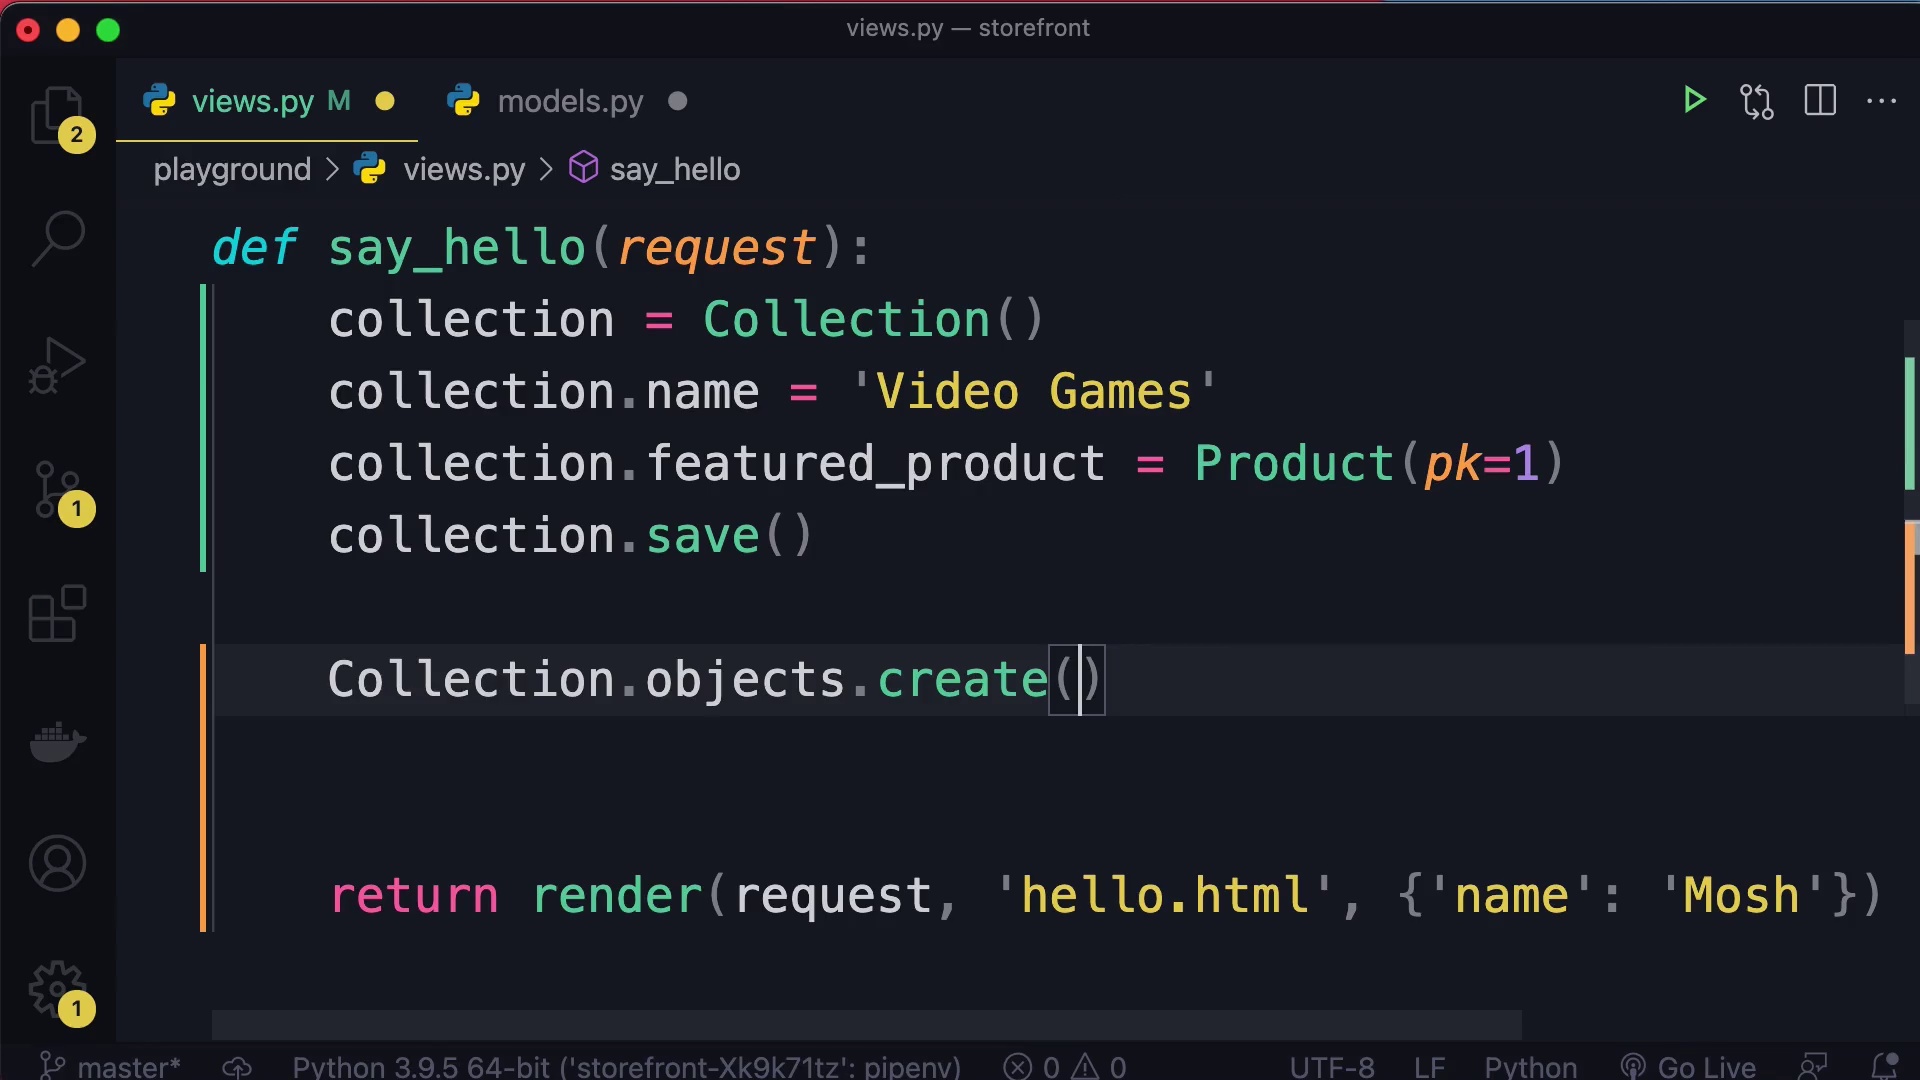 views.py — storefront
views.py M
models.py
2
playground > views.py > say_hello
def say_hello(request):
collection = Collection()
collection.name = 'Video Games'
collection.featured_product = Product(pk=1)
1
collection.save()
Collection.objects.create()
return render(request, 'hello.html', {'name': 'Mosh'})
1
master* Python 3.9.5 64-bit ('storefront-Xk9k71tz': pipenv) 0 0 UTF-8 LF Python Go Live